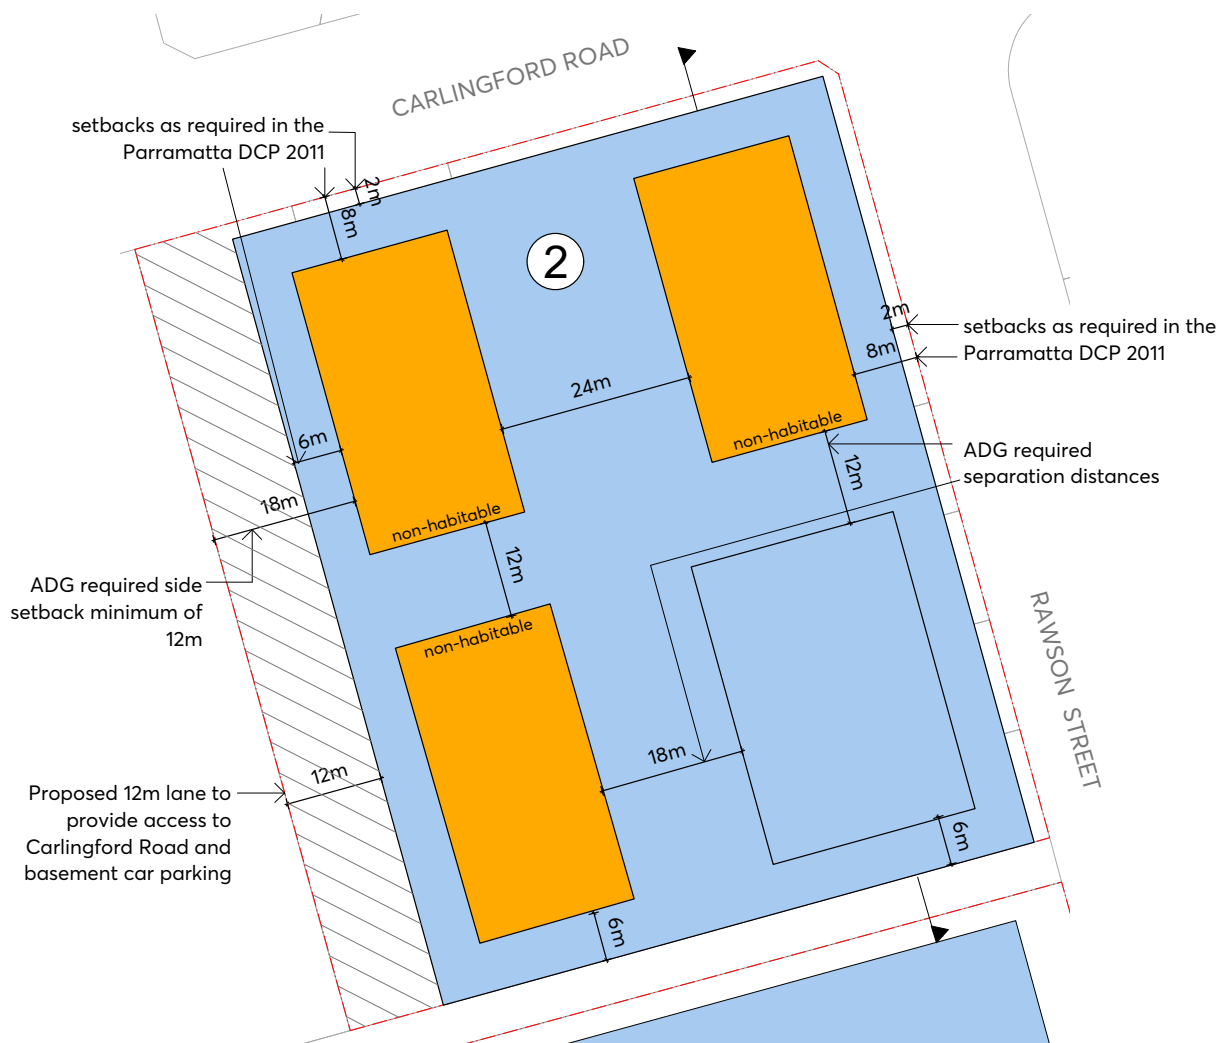 CARLINGFORD ROAD
setbacks as required in the
Parramatta DCP 2011
2m
8m
2
2m
setbacks as required in the
8m
Parramatta DCP 2011
24m
non-habitable
6m
ADG required
separation distances
12m
18m
non-habitable
12m
ADG required side
setback minimum of
12m
non-habitable
RAWSON STREET
18m
12m
Proposed 12m lane to
provide access to
Carlingford Road and
basement car parking
6m
6m